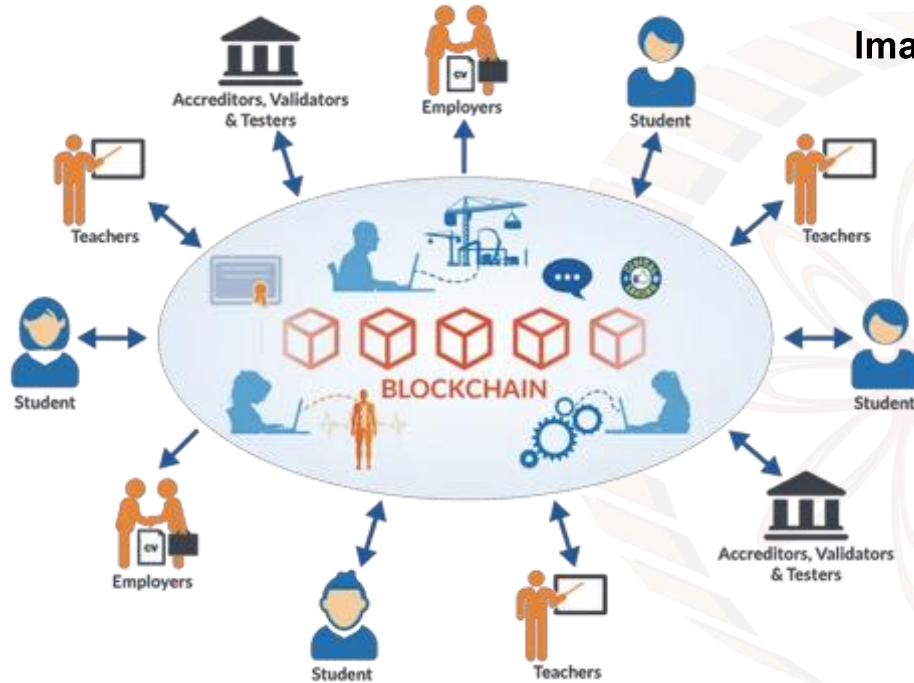 Ima
CV
Employers
Accreditors, Validators
& Testers
Student
Teachers
Teachers
Student
BLOCKCHAIN
Student
CV
Employers
Accreditors, Validators
& Testers
Student
Teachers